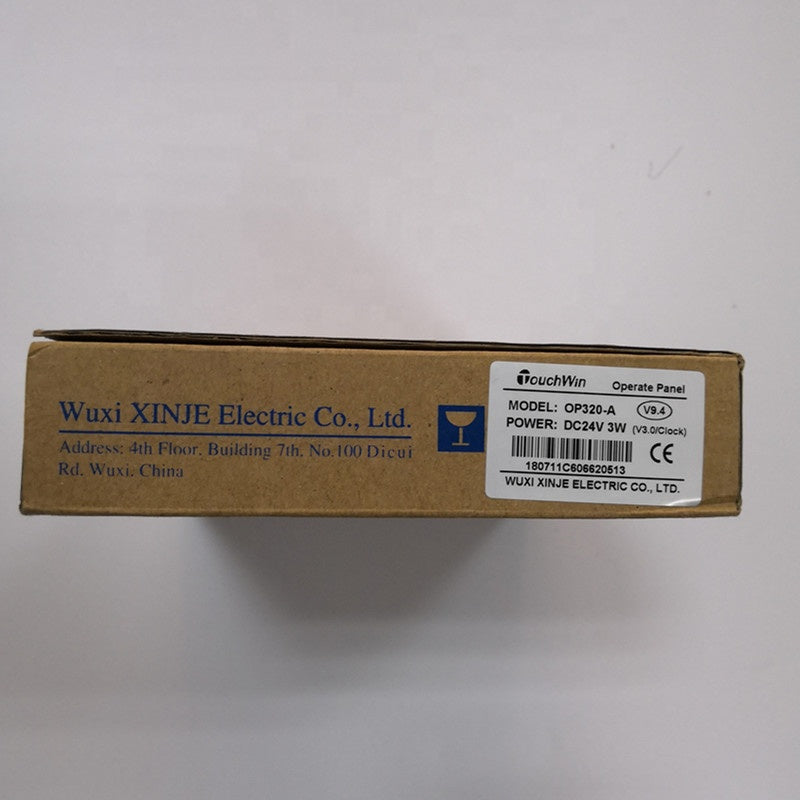 Wuxi XINJE Electric Co., Ltd.
Address: 4th Floor, Building 7th, No.100 Dicui
Rd, Wuxi, China
TouchWin Operate Panel
MODEL: OP320-A V9.4
POWER: DC24V 3W (V3.0/Clock)
CE
180711C606620513
WUXI XINJE ELECTRIC CO., LTD.